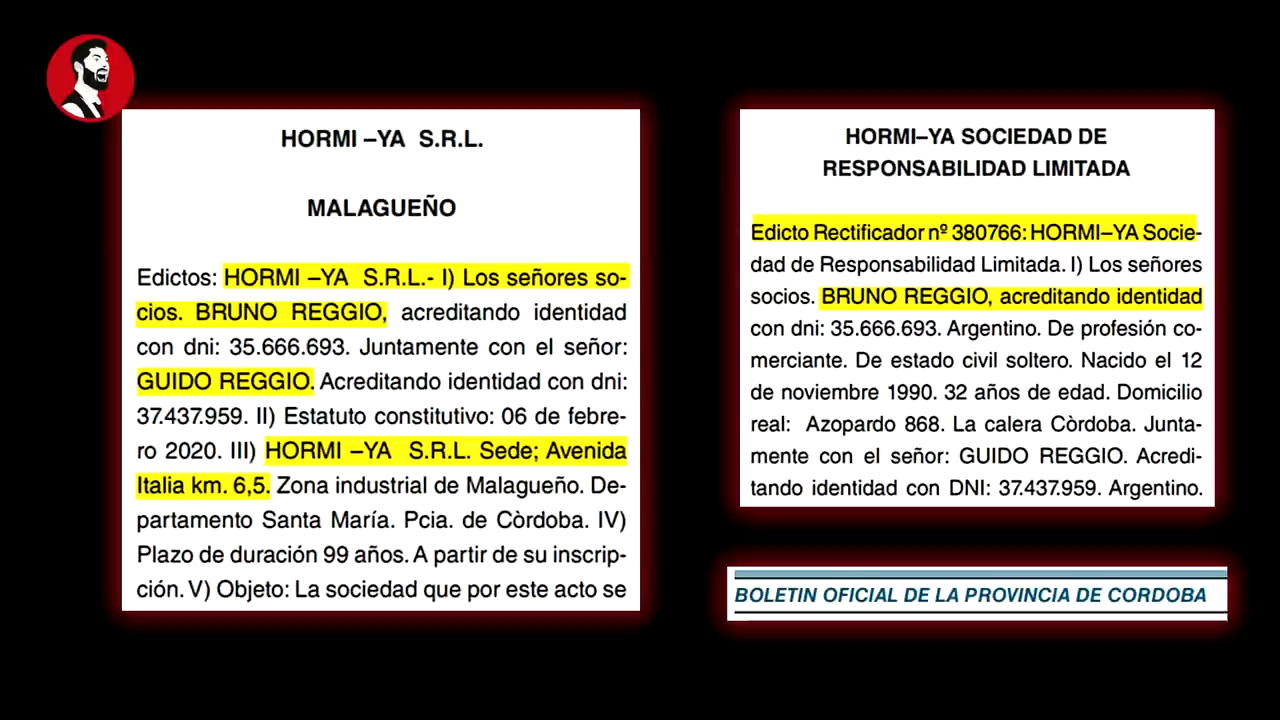 HORMI –YA S.R.L.
MALAGUEÑO
Edictos: HORMI –YA S.R.L.- I) Los señores so-
cios. BRUNO REGGIO, acreditando identidad
con dni: 35.666.693. Juntamente con el señor:
GUIDO REGGIO. Acreditando identidad con dni:
37.437.959. II) Estatuto constitutivo: 06 de febre-
ro 2020. III) HORMI –YA S.R.L. Sede; Avenida
Italia km. 6,5. Zona industrial de Malagueño. De-
partamento Santa María. Pcia. de Còrdoba. IV)
Plazo de duración 99 años. A partir de su inscrip-
ción. V) Objeto: La sociedad que por este acto se
HORMI–YA SOCIEDAD DE
RESPONSABILIDAD LIMITADA
Edicto Rectificador nº 380766: HORMI–YA Socie-
dad de Responsabilidad Limitada. I) Los señores
socios. BRUNO REGGIO, acreditando identidad
con dni: 35.666.693. Argentino. De profesión co-
merciante. De estado civil soltero. Nacido el 12
de noviembre 1990. 32 años de edad. Domicilio
real: Azopardo 868. La calera Còrdoba. Junta-
mente con el señor: GUIDO REGGIO. Acredi-
tando identidad con DNI: 37.437.959. Argentino.
BOLETIN OFICIAL DE LA PROVINCIA DE CORDOBA